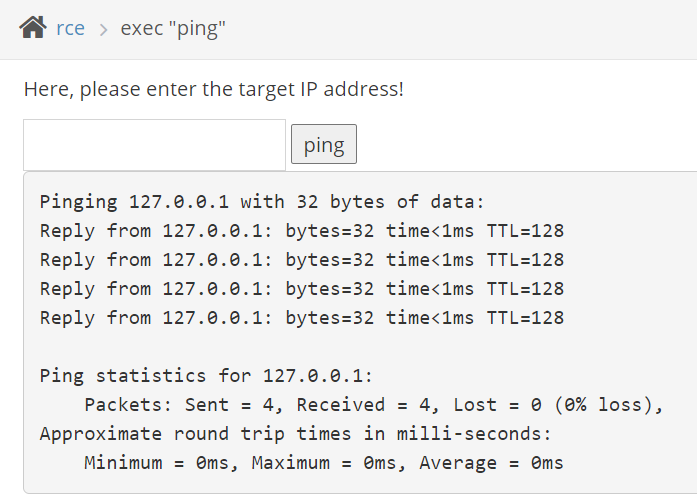 rce > exec "ping"
Here, please enter the target IP address!
ping
Pinging 127.0.0.1 with 32 bytes of data:
Reply from 127.0.0.1: bytes=32 time<1ms TTL=128
Reply from 127.0.0.1: bytes=32 time<1ms TTL=128
Reply from 127.0.0.1: bytes=32 time<1ms TTL=128
Reply from 127.0.0.1: bytes=32 time<1ms TTL=128
Ping statistics for 127.0.0.1:
    Packets: Sent = 4, Received = 4, Lost = 0 (0% loss),
Approximate round trip times in milli-seconds:
    Minimum = 0ms, Maximum = 0ms, Average = 0ms